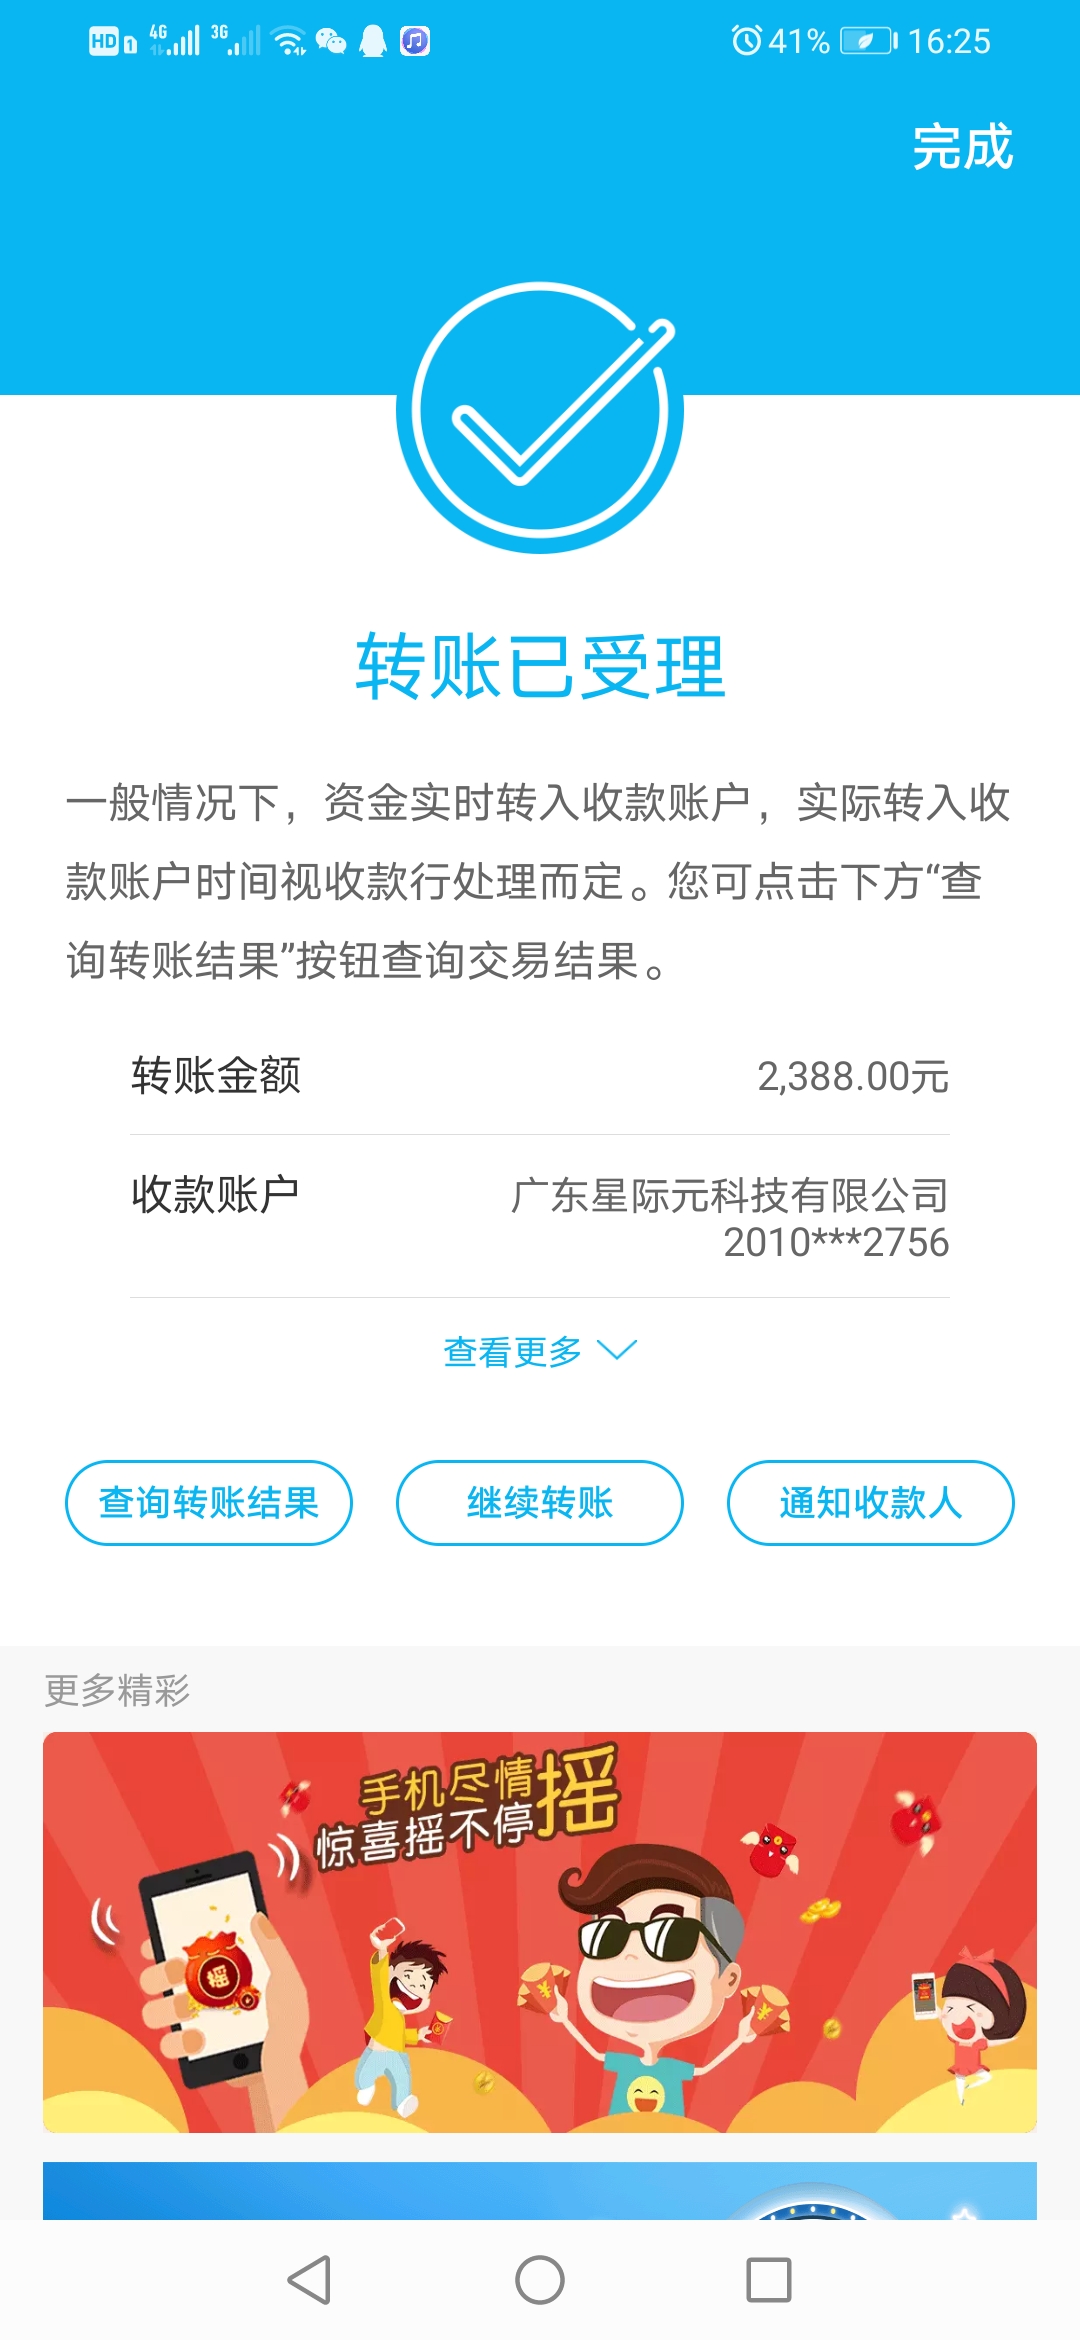 HD 1 4G 3G 41% 16:25
完成
转账已受理
一般情况下，资金实时转入收款账户，实际转入收
款账户时间视收款行处理而定。您可点击下方“查
询转账结果”按钮查询交易结果。
转账金额 2,388.00元
收款账户 广东星际元科技有限公司
2010***2756
查看更多
查询转账结果 继续转账 通知收款人
更多精彩
手机尽情摇
惊喜摇不停
摇